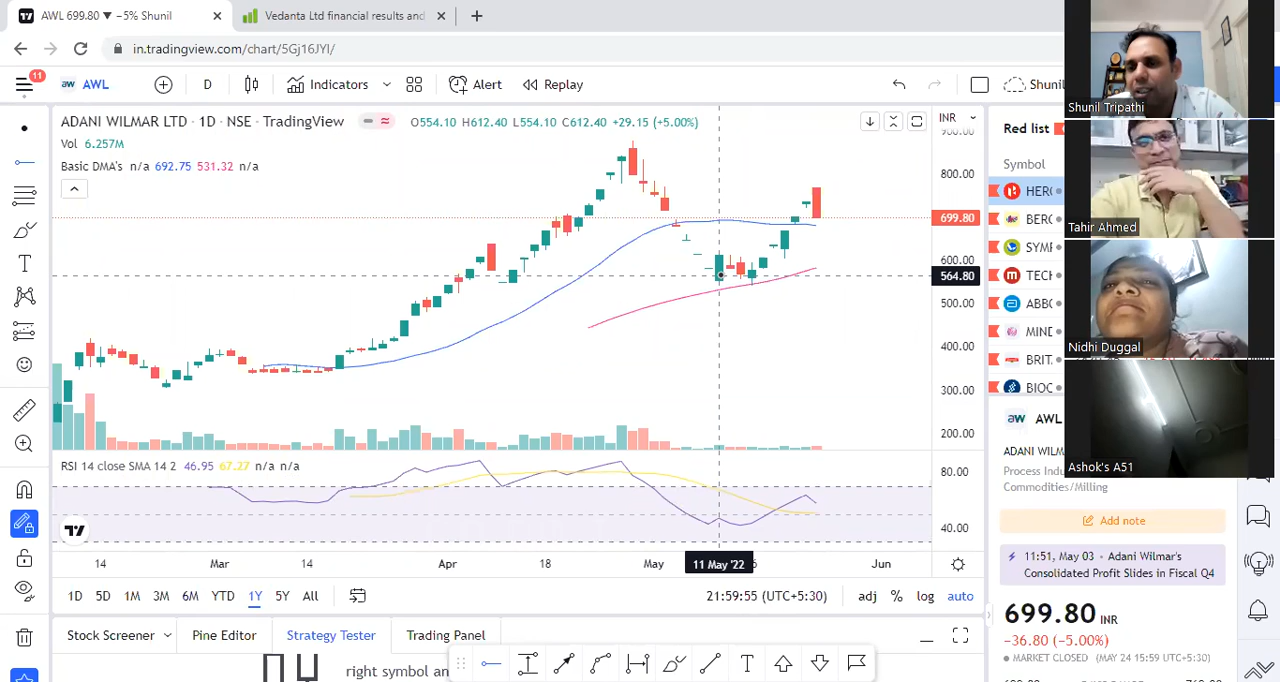 AWL 699.80 ▼ −5% Shunil
Vedanta Ltd financial results and
in.tradingview.com/chart/5Gj16JYl/
11
AWL
D
Indicators
Alert
Replay
Shunil
ADANI WILMAR LTD · 1D · NSE · TradingView
O554.10 H612.40 L554.10 C612.40 +29.15 (+5.00%)
Vol 6.257M
Basic DMA's n/a 692.75 531.32 n/a
INR
900.00
800.00
699.80
600.00
564.80
500.00
400.00
300.00
200.00
RSI 14 close SMA 14 2 46.95 67.27 n/a n/a
80.00
40.00
14
Mar
14
Apr
18
May
11 May '22
6
Jun
1D 5D 1M 3M 6M YTD 1Y 5Y All
21:59:55 (UTC+5:30)
adj % log auto
Stock Screener
Pine Editor
Strategy Tester
Trading Panel
right symbol an
Red list
Symbol
HERO
BERG
SYMP
TECH
ABBO
MIND
BRIT
BIOC
AWL
ADANI WILM
Process Indu
Commodities/Milling
Add note
11:51, May 03 • Adani Wilmar's
Consolidated Profit Slides in Fiscal Q4
699.80 INR
−36.80 (−5.00%)
MARKET CLOSED (MAY 24 15:59 UTC+5:30)
Shunil Tripathi
Tahir Ahmed
Nidhi Duggal
Ashok's A51